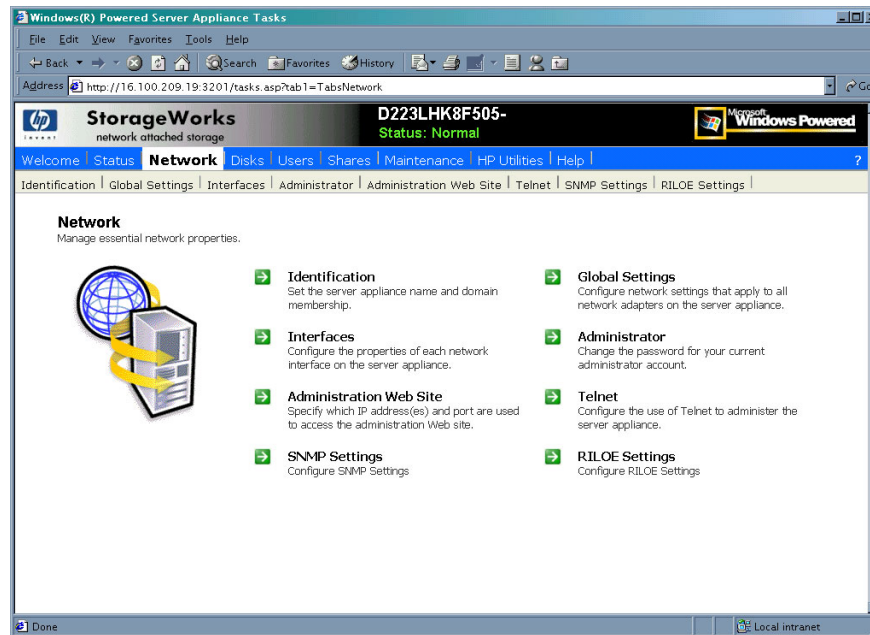 Windows(R) Powered Server Appliance Tasks
File Edit View Favorites Tools Help
Back Search Favorites History
Address http://16.100.209.19:3201/tasks.asp?tab1=TabsNetwork Go
hp invent StorageWorks D223LHK8F505- Microsoft Windows Powered
network attached storage Status: Normal
Welcome Status Network Disks Users Shares Maintenance HP Utilities Help ?
Identification Global Settings Interfaces Administrator Administration Web Site Telnet SNMP Settings RILOE Settings
Network
Manage essential network properties.
Identification
Set the server appliance name and domain
membership.
Global Settings
Configure network settings that apply to all
network adapters on the server appliance.
Interfaces
Configure the properties of each network
interface on the server appliance.
Administrator
Change the password for your current
administrator account.
Administration Web Site
Specify which IP address(es) and port are used
to access the administration Web site.
Telnet
Configure the use of Telnet to administer the
server appliance.
SNMP Settings
Configure SNMP Settings
RILOE Settings
Configure RILOE Settings
Done Local intranet